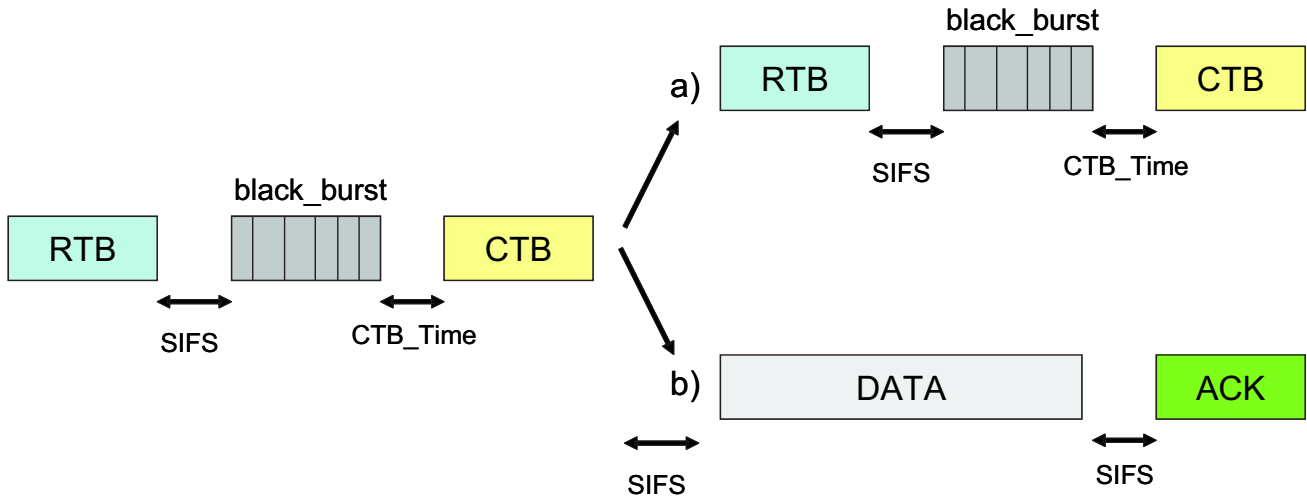 black_burst
a)
RTB
CTB
SIFS
CTB_Time
black_burst
RTB
CTB
SIFS
CTB_Time
b)
DATA
ACK
SIFS
SIFS